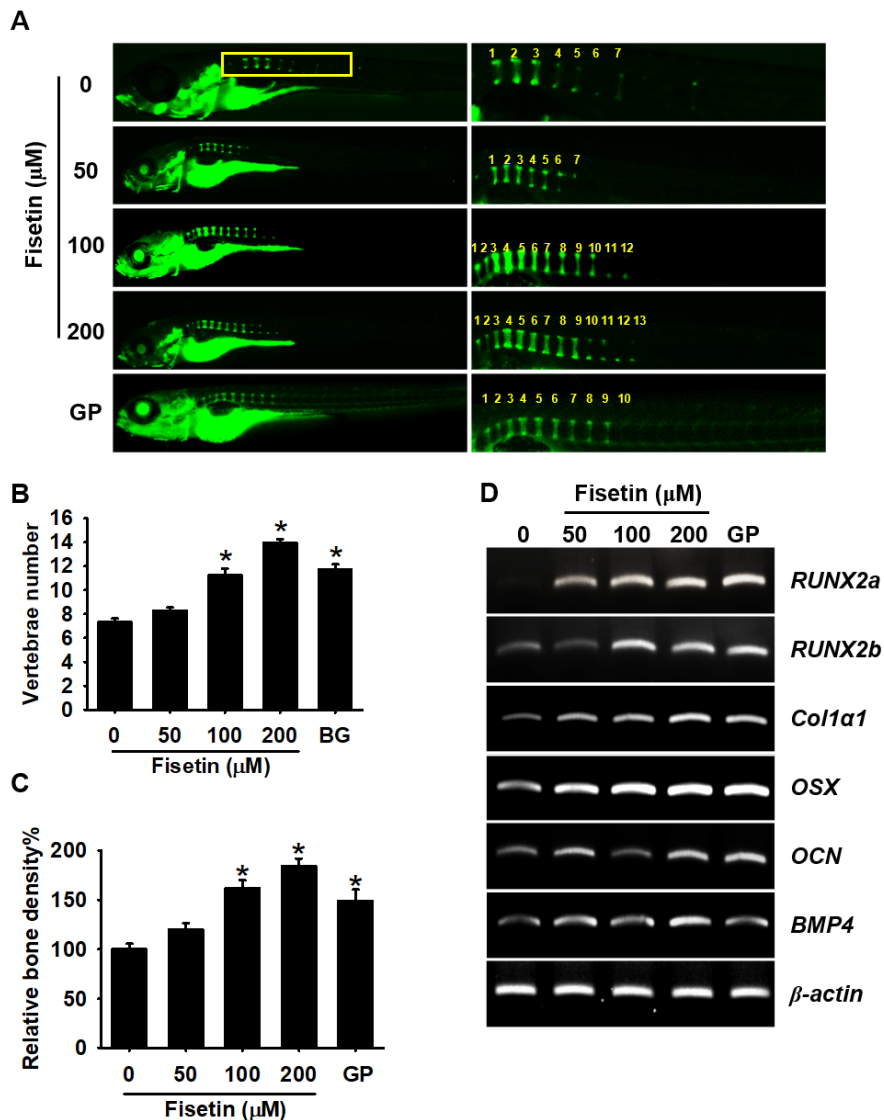 A
Fisetin (μM)
0
1 2 3 4 5 6 7
50
1 2 3 4 5 6 7
100
1 2 3 4 5 6 7 8 9 10 11 12
200
1 2 3 4 5 6 7 8 9 10 11 12 13
GP
1 2 3 4 5 6 7 8 9 10
B
Vertebrae number
16
14
12
10
8
6
4
2
0
* * *
0 50 100 200 BG
Fisetin (μM)
C
Relative bone density%
200
150
100
50
0
* * *
0 50 100 200 GP
Fisetin (μM)
D
Fisetin (μM)
0 50 100 200 GP
RUNX2a
RUNX2b
Col1α1
OSX
OCN
BMP4
β-actin